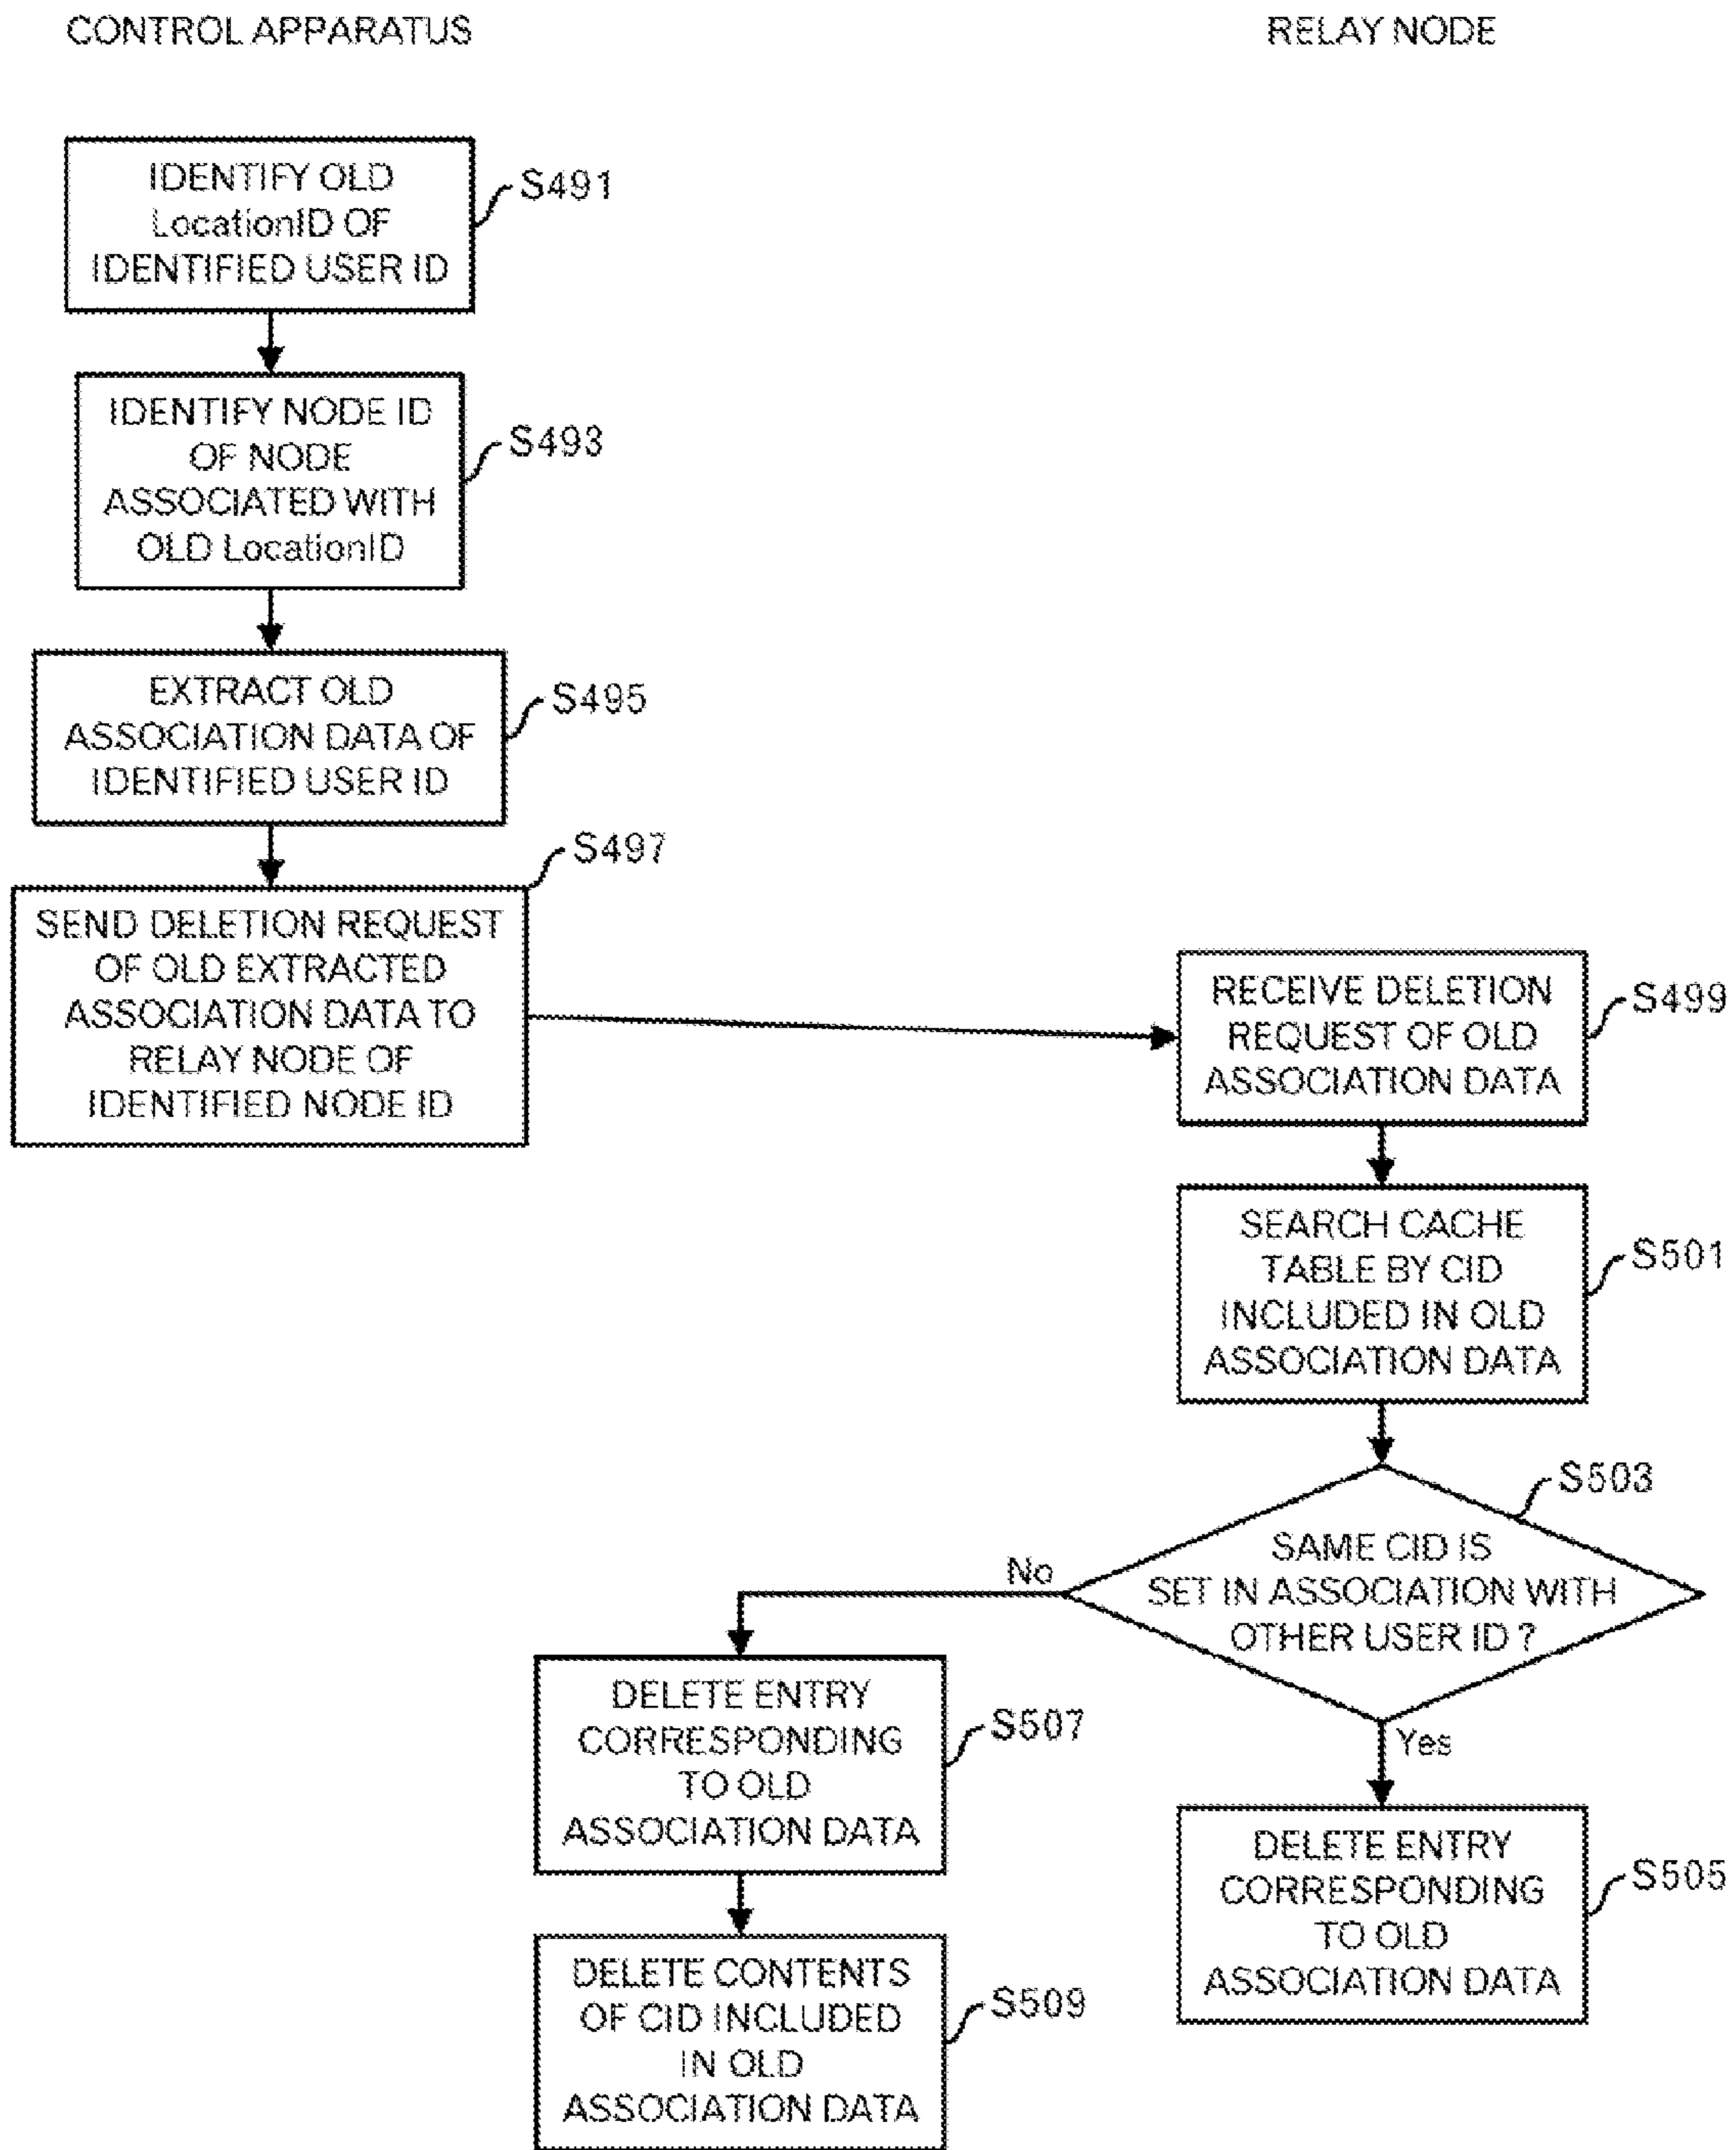 CONTROL APPARATUS
RELAY NODE
IDENTIFY OLD
LocationID OF
IDENTIFIED USER ID
S491
IDENTIFY NODE ID
OF NODE
ASSOCIATED WITH
OLD LocationID
S493
EXTRACT OLD
ASSOCIATION DATA OF
IDENTIFIED USER ID
S495
SEND DELETION REQUEST
OF OLD EXTRACTED
ASSOCIATION DATA TO
RELAY NODE OF
IDENTIFIED NODE ID
S497
RECEIVE DELETION
REQUEST OF OLD
ASSOCIATION DATA
S499
SEARCH CACHE
TABLE BY CID
INCLUDED IN OLD
ASSOCIATION DATA
S501
SAME CID IS
SET IN ASSOCIATION WITH
OTHER USER ID ?
S503
No
Yes
DELETE ENTRY
CORRESPONDING
TO OLD
ASSOCIATION DATA
S507
DELETE ENTRY
CORRESPONDING
TO OLD
ASSOCIATION DATA
S505
DELETE CONTENTS
OF CID INCLUDED
IN OLD
ASSOCIATION DATA
S509